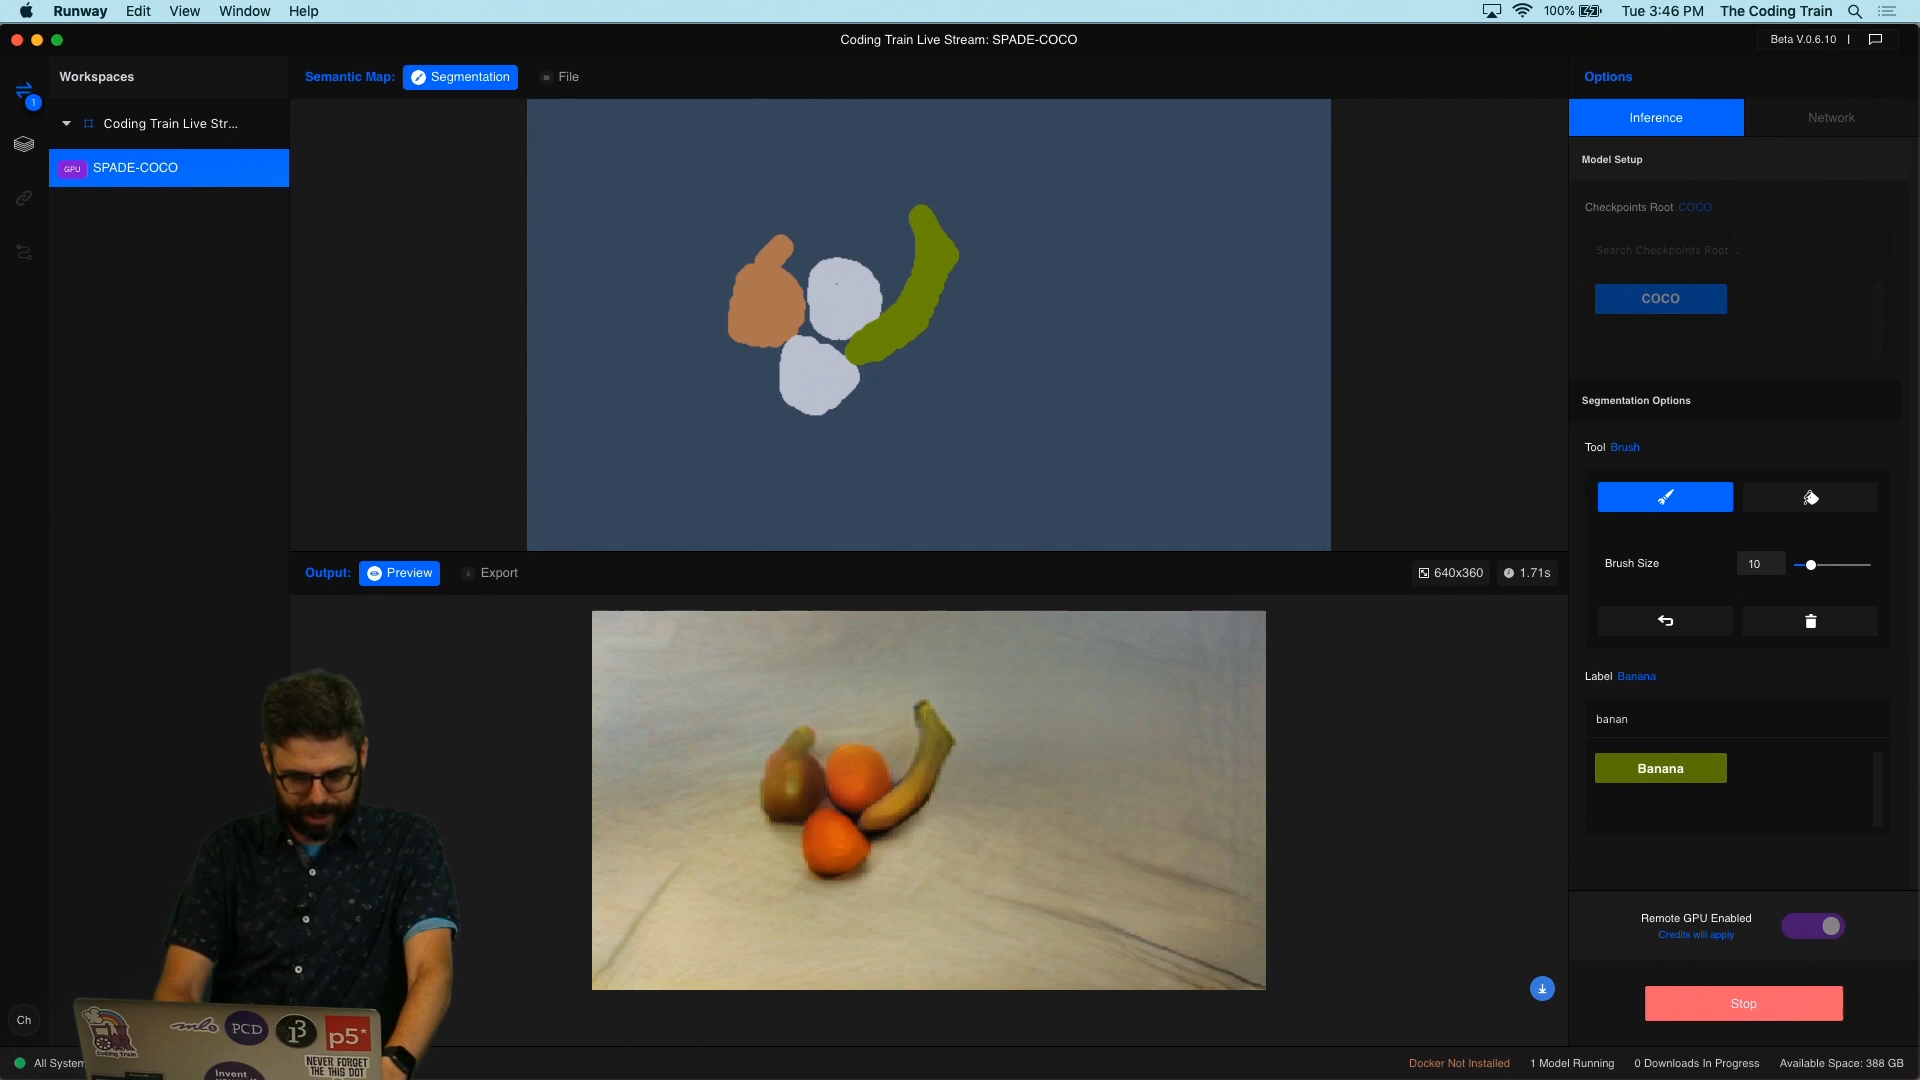 Runway Edit View Window Help
100% Tue 3:46 PM The Coding Train
Coding Train Live Stream: SPADE-COCO
Beta V.0.6.10 |
Workspaces
Semantic Map: Segmentation File
Options
1
Coding Train Live Str...
Inference Network
GPU SPADE-COCO
Model Setup
Checkpoints Root COCO
Search Checkpoints Root ...
COCO
Segmentation Options
Tool Brush
Brush Size 10
Output: Preview Export
640x360 1.71s
Label Banana
banan
Banana
Remote GPU Enabled
Credits will apply
Stop
Ch
mlo
PCD
p5*
coding train
NEVER FORGET
THE THIS DOT
Invent
All System
Docker Not Installed 1 Model Running 0 Downloads In Progress Available Space: 388 GB